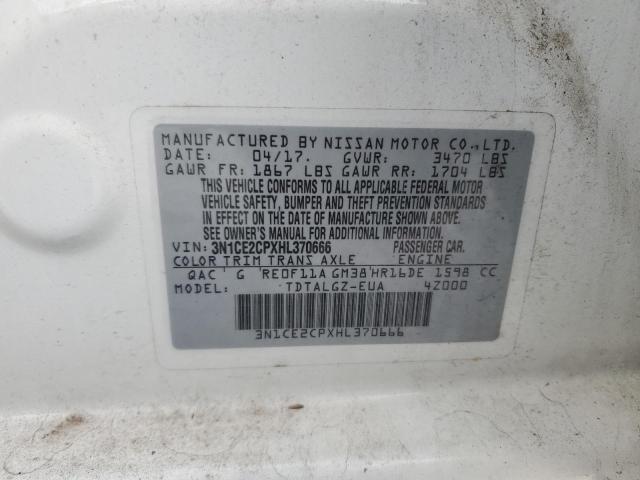 MANUFACTURED BY NISSAN MOTOR CO.,LTD.
DATE: 04/17. GVWR: 3470 LBS
GAWR FR: 1867 LBS GAWR RR: 1704 LBS
THIS VEHICLE CONFORMS TO ALL APPLICABLE FEDERAL MOTOR
VEHICLE SAFETY, BUMPER AND THEFT PREVENTION STANDARDS
IN EFFECT ON THE DATE OF MANUFACTURE SHOWN ABOVE.
SEE OWNER'S MANUAL FOR ADDITIONAL INFORMATION
VIN: 3N1CE2CPXHL370666 PASSENGER CAR.
COLOR TRIM TRANS AXLE ENGINE
QAC G RE0F11A GM38 HR16DE 1598 CC
MODEL: TDTALGZ-EUA 4Z000
3N1CE2CPXHL370666